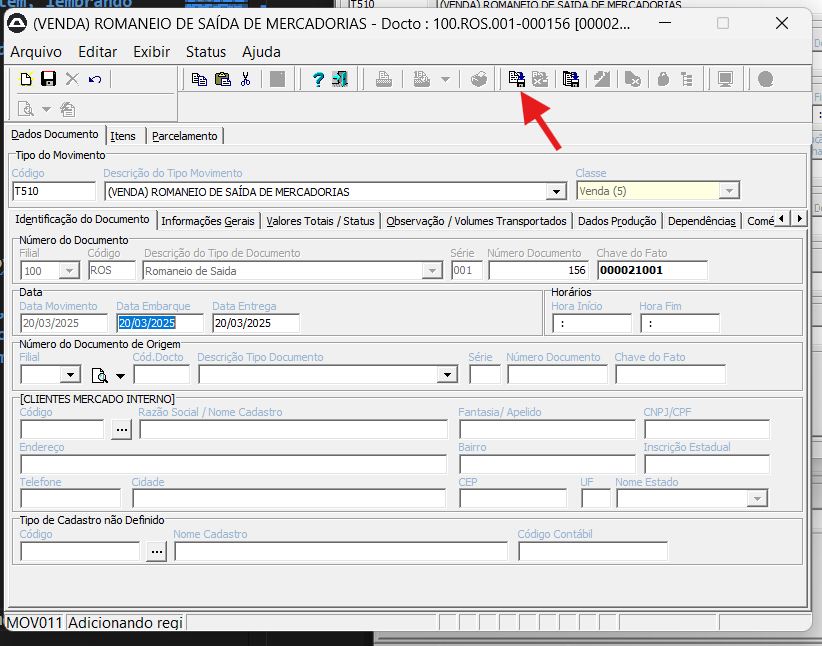 (VENDA) ROMANEIO DE SAÍDA DE MERCADORIAS - Docto : 100.ROS.001-000156 [00002...
Arquivo Editar Exibir Status Ajuda
Dados Documento Itens Parcelamento
Tipo do Movimento
Código Descrição do Tipo Movimento Classe
T510 (VENDA) ROMANEIO DE SAÍDA DE MERCADORIAS Venda (5)
Identificação do Documento Informações Gerais Valores Totais / Status Observação / Volumes Transportados Dados Produção Dependências Comé
Número do Documento
Filial Código Descrição do Tipo de Documento Série Número Documento Chave do Fato
100 ROS Romaneio de Saida 001 156 000021001
Data Horários
Data Movimento Data Embarque Data Entrega Hora Início Hora Fim
20/03/2025 20/03/2025 20/03/2025 : :
Número do Documento de Origem
Filial Cód.Docto Descrição Tipo Documento Série Número Documento Chave do Fato
[CLIENTES MERCADO INTERNO]
Código Razão Social / Nome Cadastro Fantasia/ Apelido CNPJ/CPF
...
Endereço Bairro Inscrição Estadual
Telefone Cidade CEP UF Nome Estado
Tipo de Cadastro não Definido
Código Nome Cadastro Código Contábil
...
MOV011 Adicionando regi